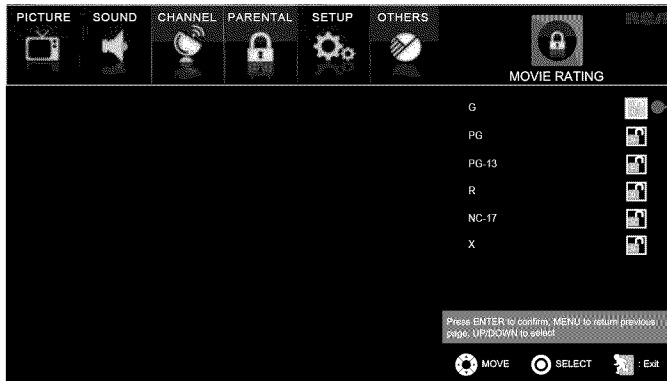 PICTURE SOUND CHANNEL PARENTAL SETUP OTHERS
RCA
MOVIE RATING
G
PG
PG-13
R
NC-17
X
Press ENTER to confirm, MENU to return previous
page, UP/DOWN to select
MOVE SELECT : Exit